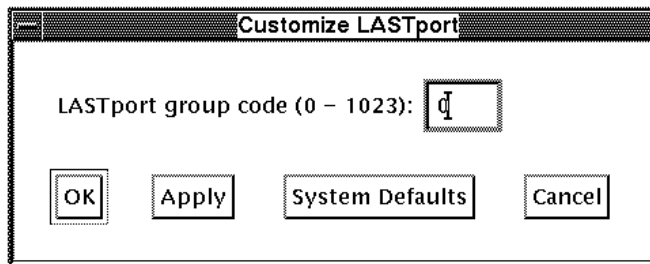 Customize LASTport
LASTport group code (0 – 1023): 0
OK Apply System Defaults Cancel